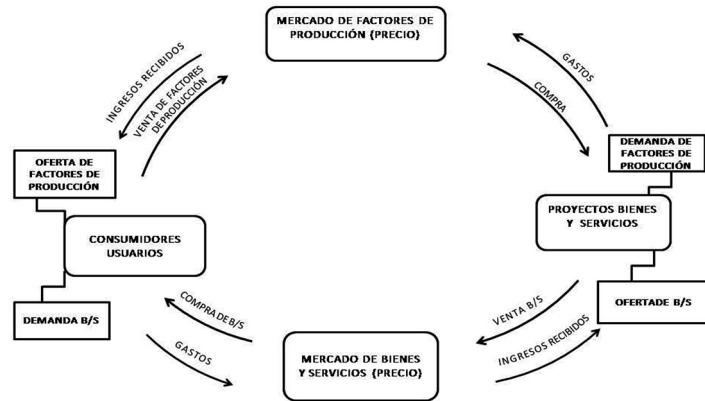 MERCADO DE FACTORES DE
PRODUCCIÓN (PRECIO)
INGRESOS RECIBIDOS
VENTA DE FACTORES
DE PRODUCCIÓN
GASTOS
COMPRA
OFERTA DE
FACTORES DE
PRODUCCIÓN
DEMANDA DE
FACTORES DE
PRODUCCIÓN
CONSUMIDORES
USUARIOS
PROYECTOS BIENES
Y SERVICIOS
DEMANDA B/S
OFERTADE B/S
COMPRA DE B/S
GASTOS
VENTA B/S
INGRESOS RECIBIDOS
MERCADO DE BIENES
Y SERVICIOS (PRECIO)